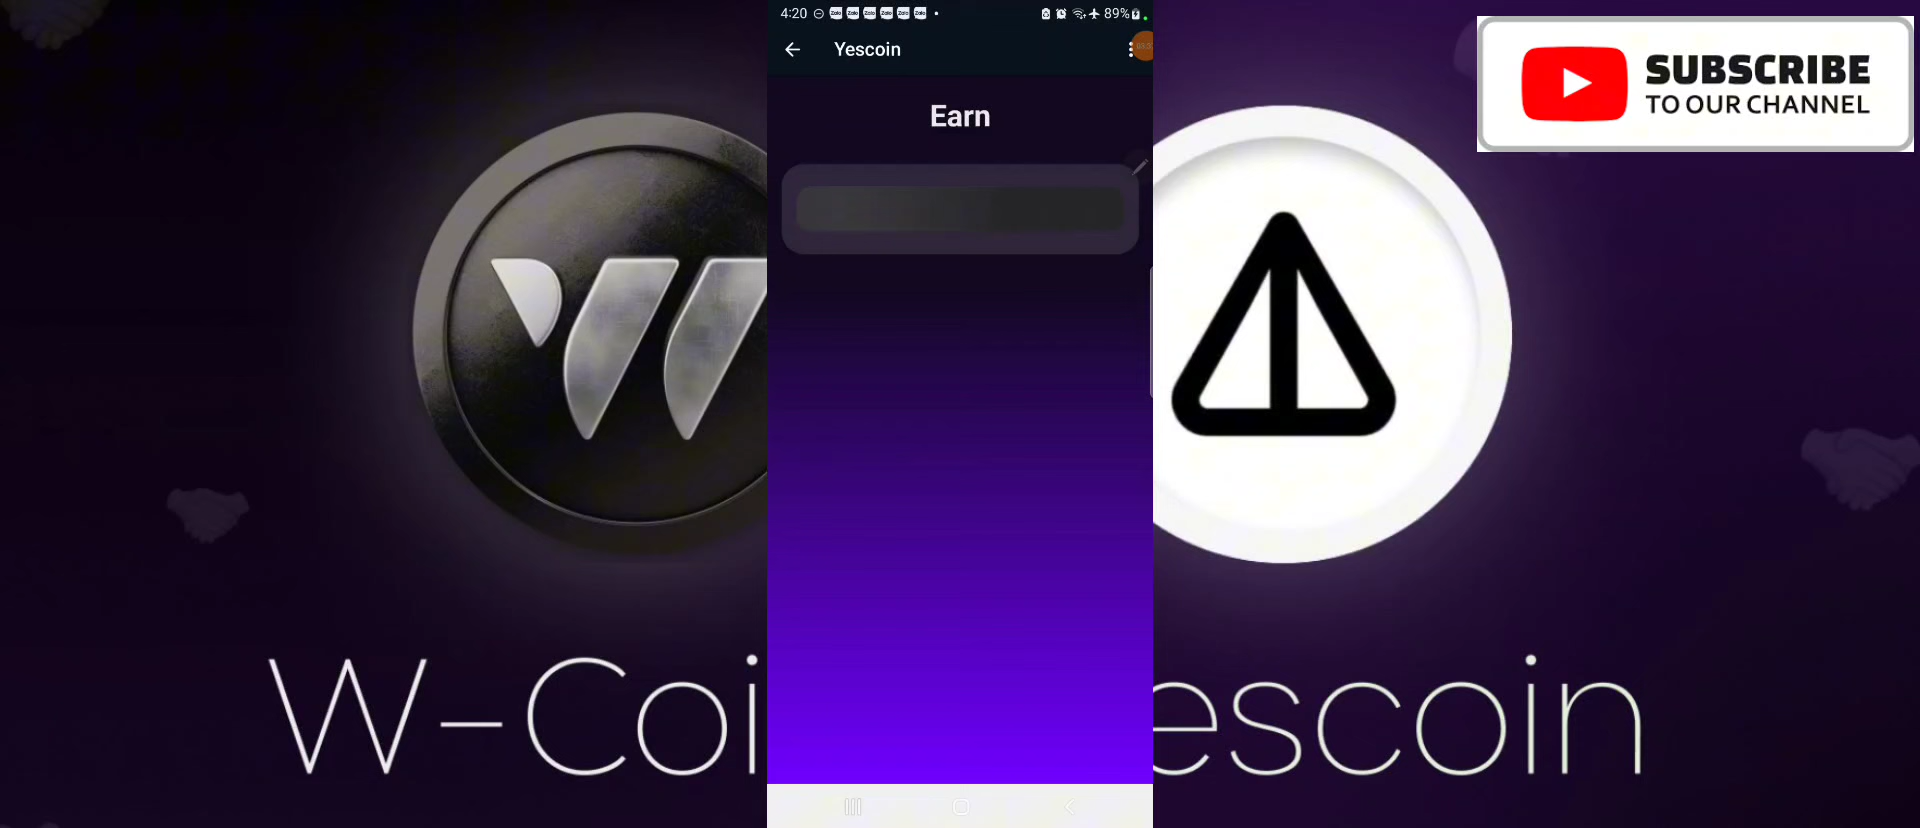 4:20
89%
Yescoin
Earn
SUBSCRIBE
TO OUR CHANNEL
W-Coi
escoin